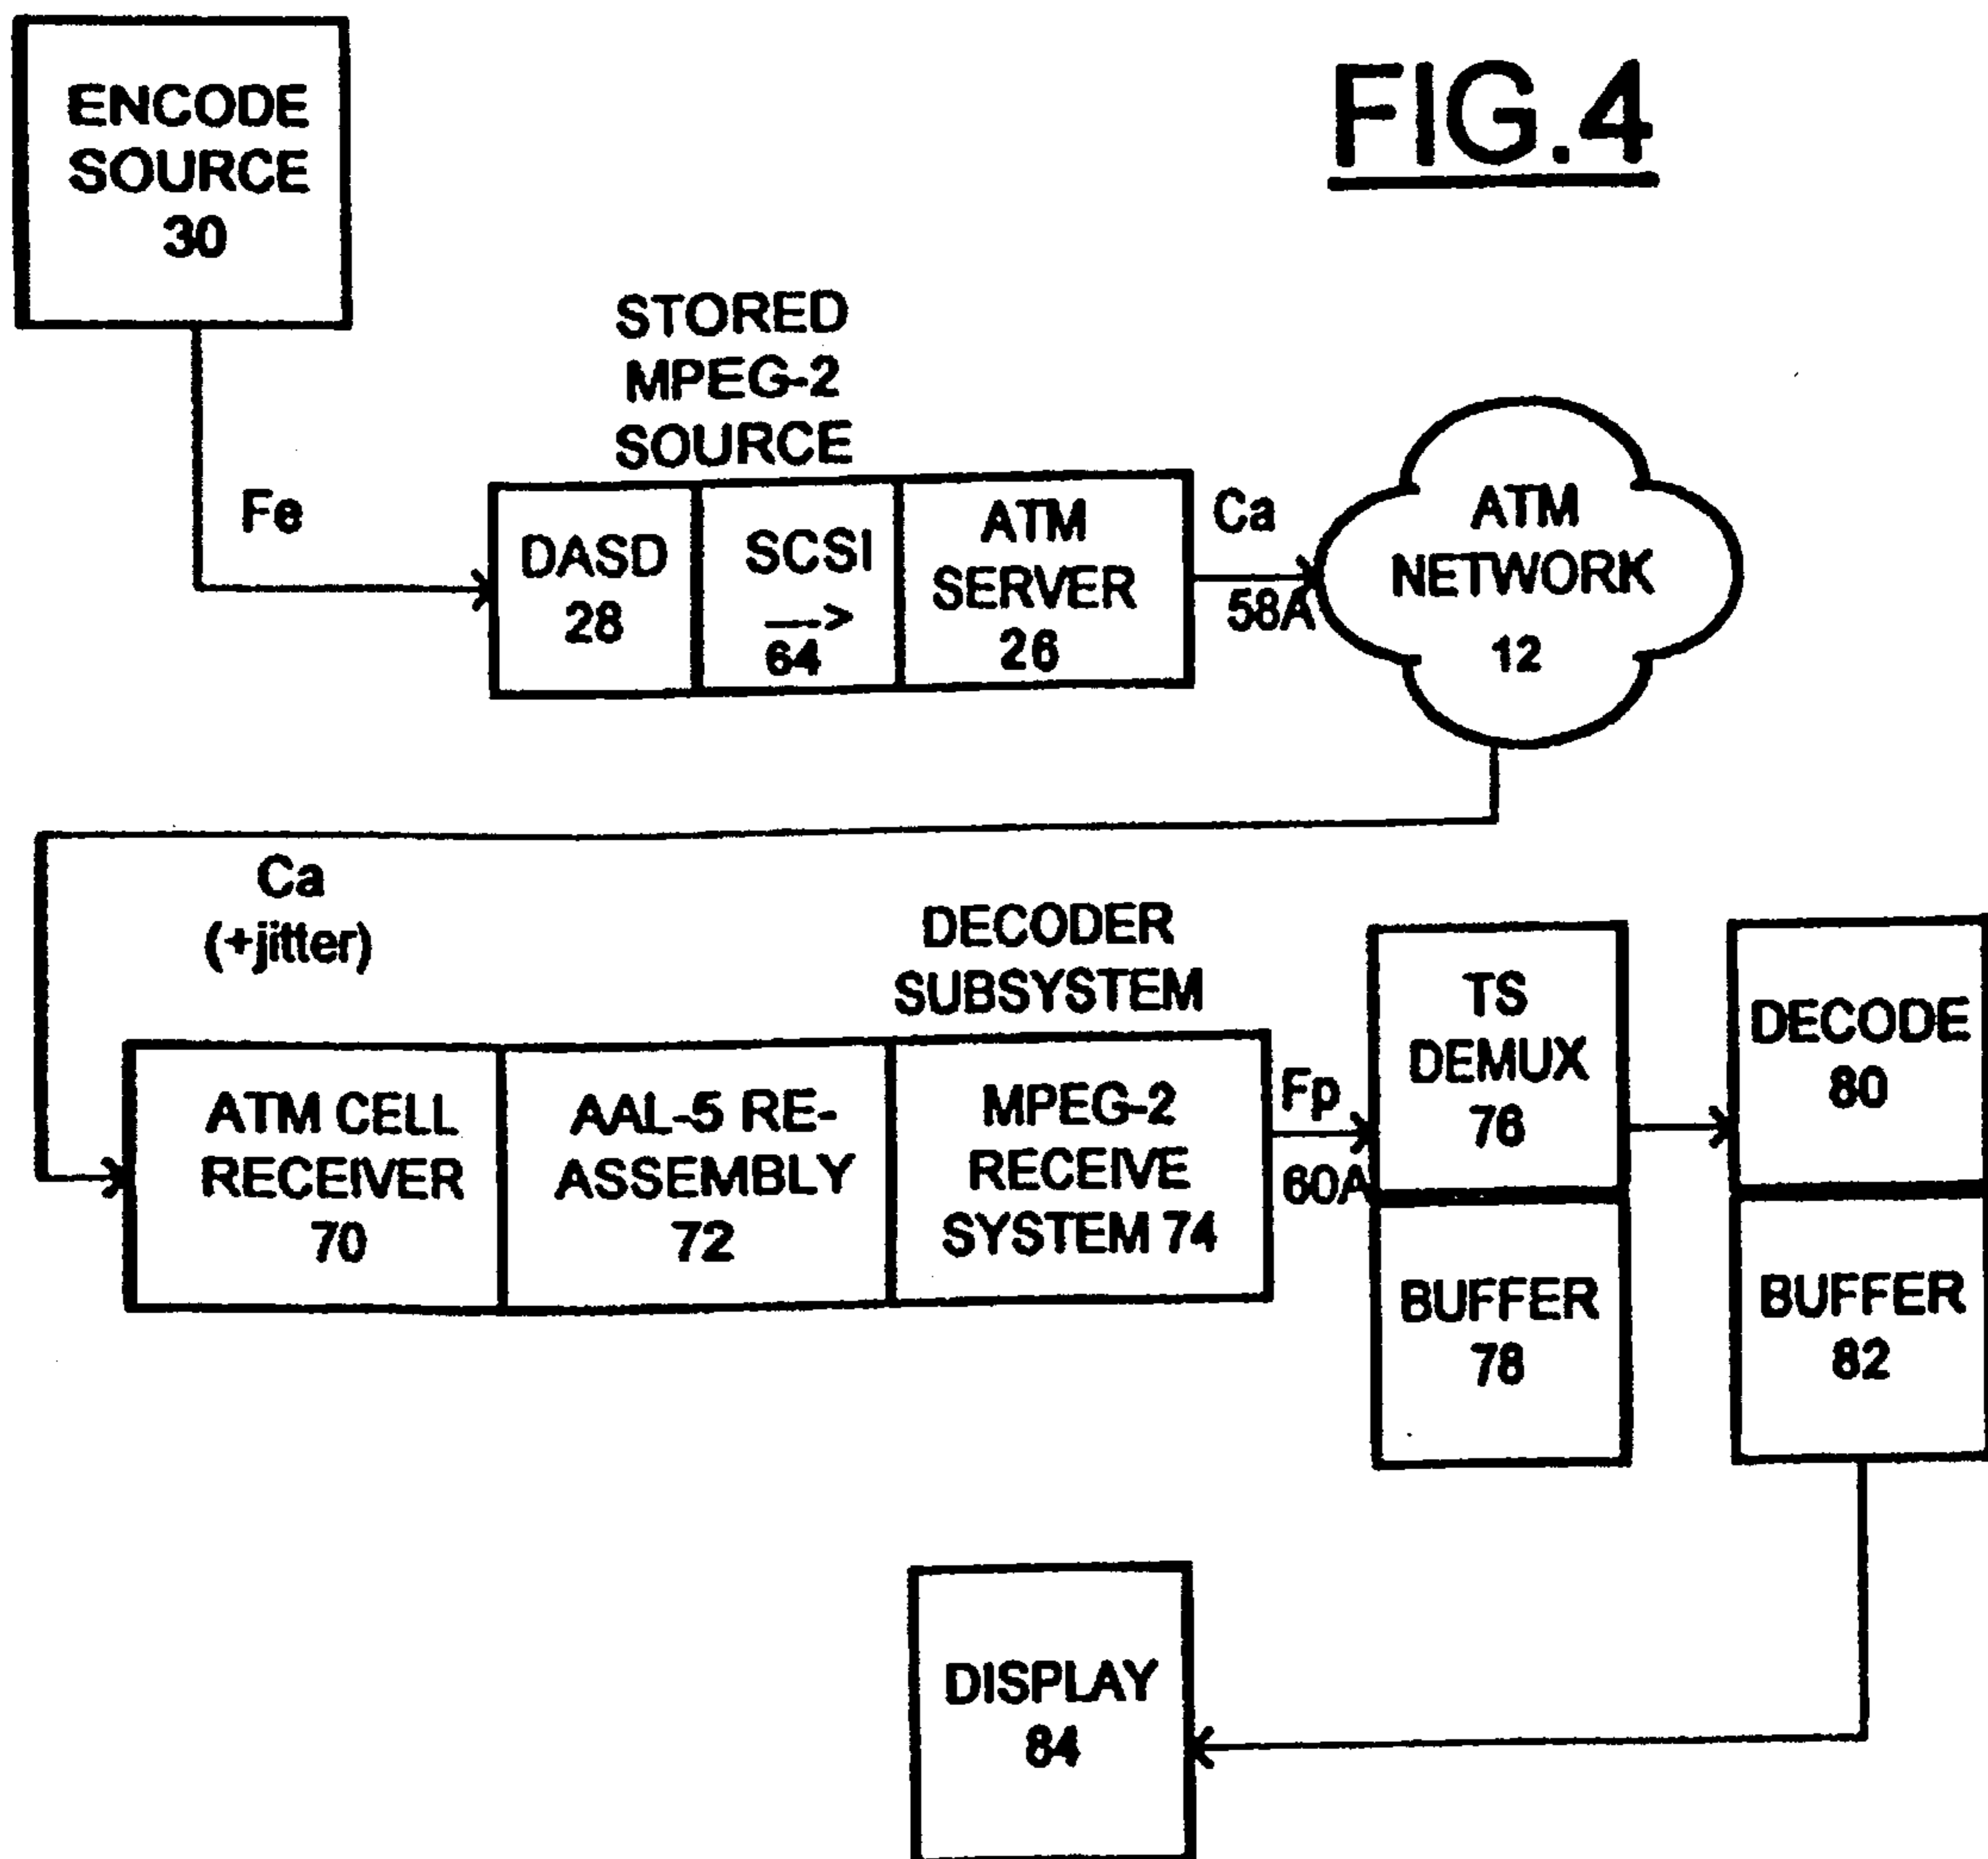 FIG.4
ENCODE
SOURCE
30
Fe
STORED
MPEG-2
SOURCE
DASD
28
SCSI
-->
64
ATM
SERVER
26
Ca
58A
ATM
NETWORK
12
Ca
(+jitter)
DECODER
SUBSYSTEM
ATM CELL
RECEIVER
70
AAL-5 RE-
ASSEMBLY
72
MPEG-2
RECEIVE
SYSTEM 74
Fp
60A
TS
DEMUX
76
BUFFER
78
DECODE
80
BUFFER
82
DISPLAY
84